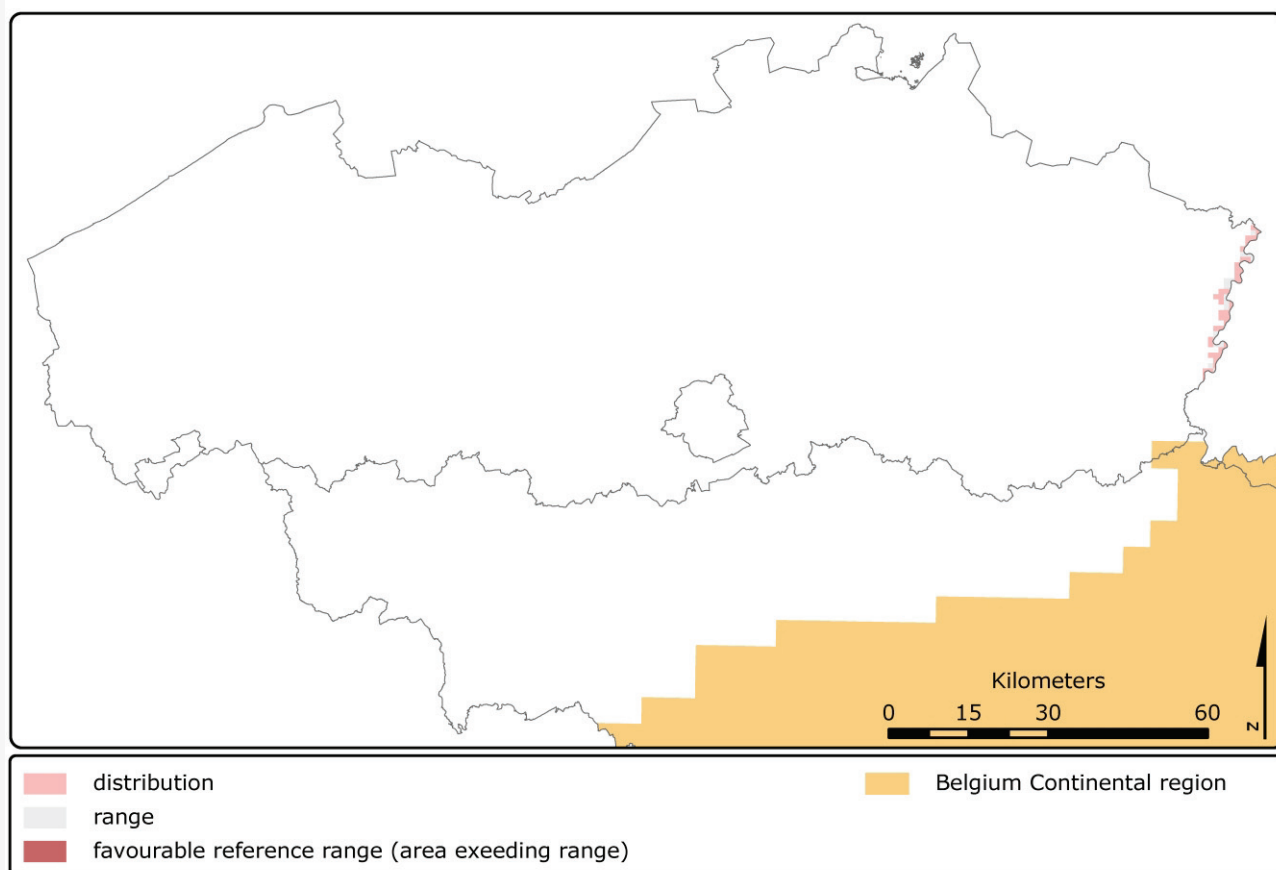 Kilometers
0 15 30 60
N
distribution
Belgium Continental region
range
favourable reference range (area exeeding range)